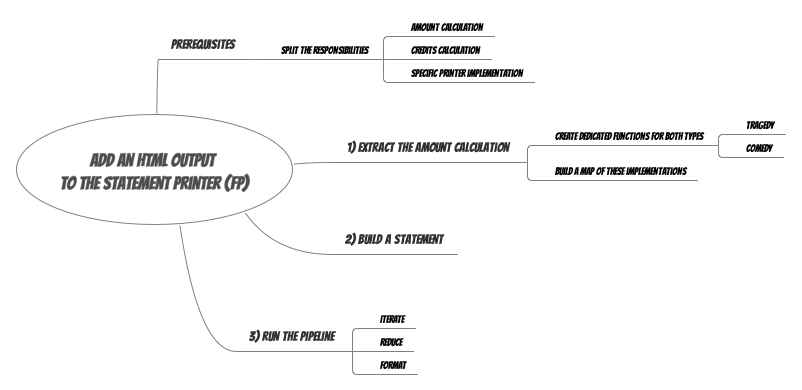 ADD AN HTML OUTPUT
TO THE STATEMENT PRINTER (FP)
PREREQUISITES
SPLIT THE RESPONSIBILITIES
AMOUNT CALCULATION
CREDITS CALCULATION
SPECIFIC PRINTER IMPLEMENTATION
1) EXTRACT THE AMOUNT CALCULATION
CREATE DEDICATED FUNCTIONS FOR BOTH TYPES
TRAGEDY
COMEDY
BUILD A MAP OF THESE IMPLEMENTATIONS
2) BUILD A STATEMENT
3) RUN THE PIPELINE
ITERATE
REDUCE
FORMAT